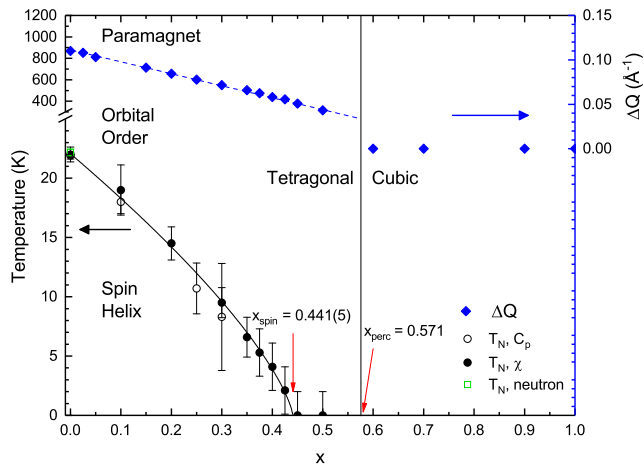 1200
1000
800
600
400
20
15
10
5
0
Temperature (K)
0.15
0.10
0.05
0.00
ΔQ (Å⁻¹)
Paramagnet
Orbital
Order
Tetragonal
Cubic
Spin
Helix
x_spin = 0.441(5)
x_perc = 0.571
ΔQ
T_N, C_p
T_N, χ
T_N, neutron
0.0 0.1 0.2 0.3 0.4 0.5 0.6 0.7 0.8 0.9 1.0
x